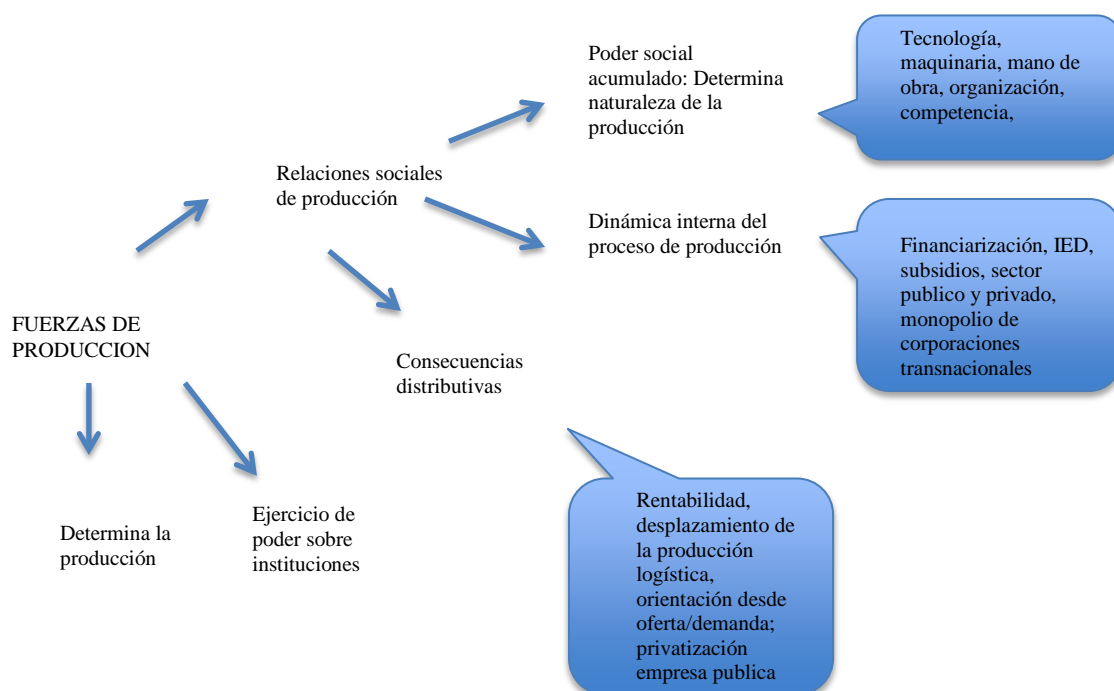 Poder social
acumulado: Determina
naturaleza de la
producción
Tecnología,
maquinaria, mano de
obra, organización,
competencia,
Relaciones sociales
de producción
Dinámica interna del
proceso de producción
Financiarización, IED,
subsidios, sector
publico y privado,
monopolio de
corporaciones
transnacionales
FUERZAS DE
PRODUCCION
Consecuencias
distributivas
Determina la
producción
Ejercicio de
poder sobre
instituciones
Rentabilidad,
desplazamiento de
la producción
logística,
orientación desde
oferta/demanda;
privatización
empresa publica